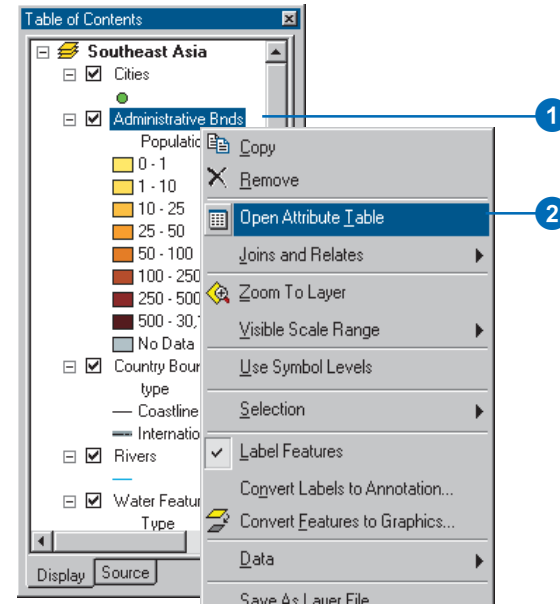 Table of Contents
Southeast Asia
Cities
Administrative Bnds
Populatio
0 - 1
1 - 10
10 - 25
25 - 50
50 - 100
100 - 250
250 - 500
500 - 30,
No Data
Country Bour
type
Coastline
Internatio
Rivers
Water Featur
Type
Display
Source
Copy
Remove
Open Attribute Table
Joins and Relates
Zoom To Layer
Visible Scale Range
Use Symbol Levels
Selection
Label Features
Convert Labels to Annotation...
Convert Features to Graphics...
Data
Save As Layer File...
1
2